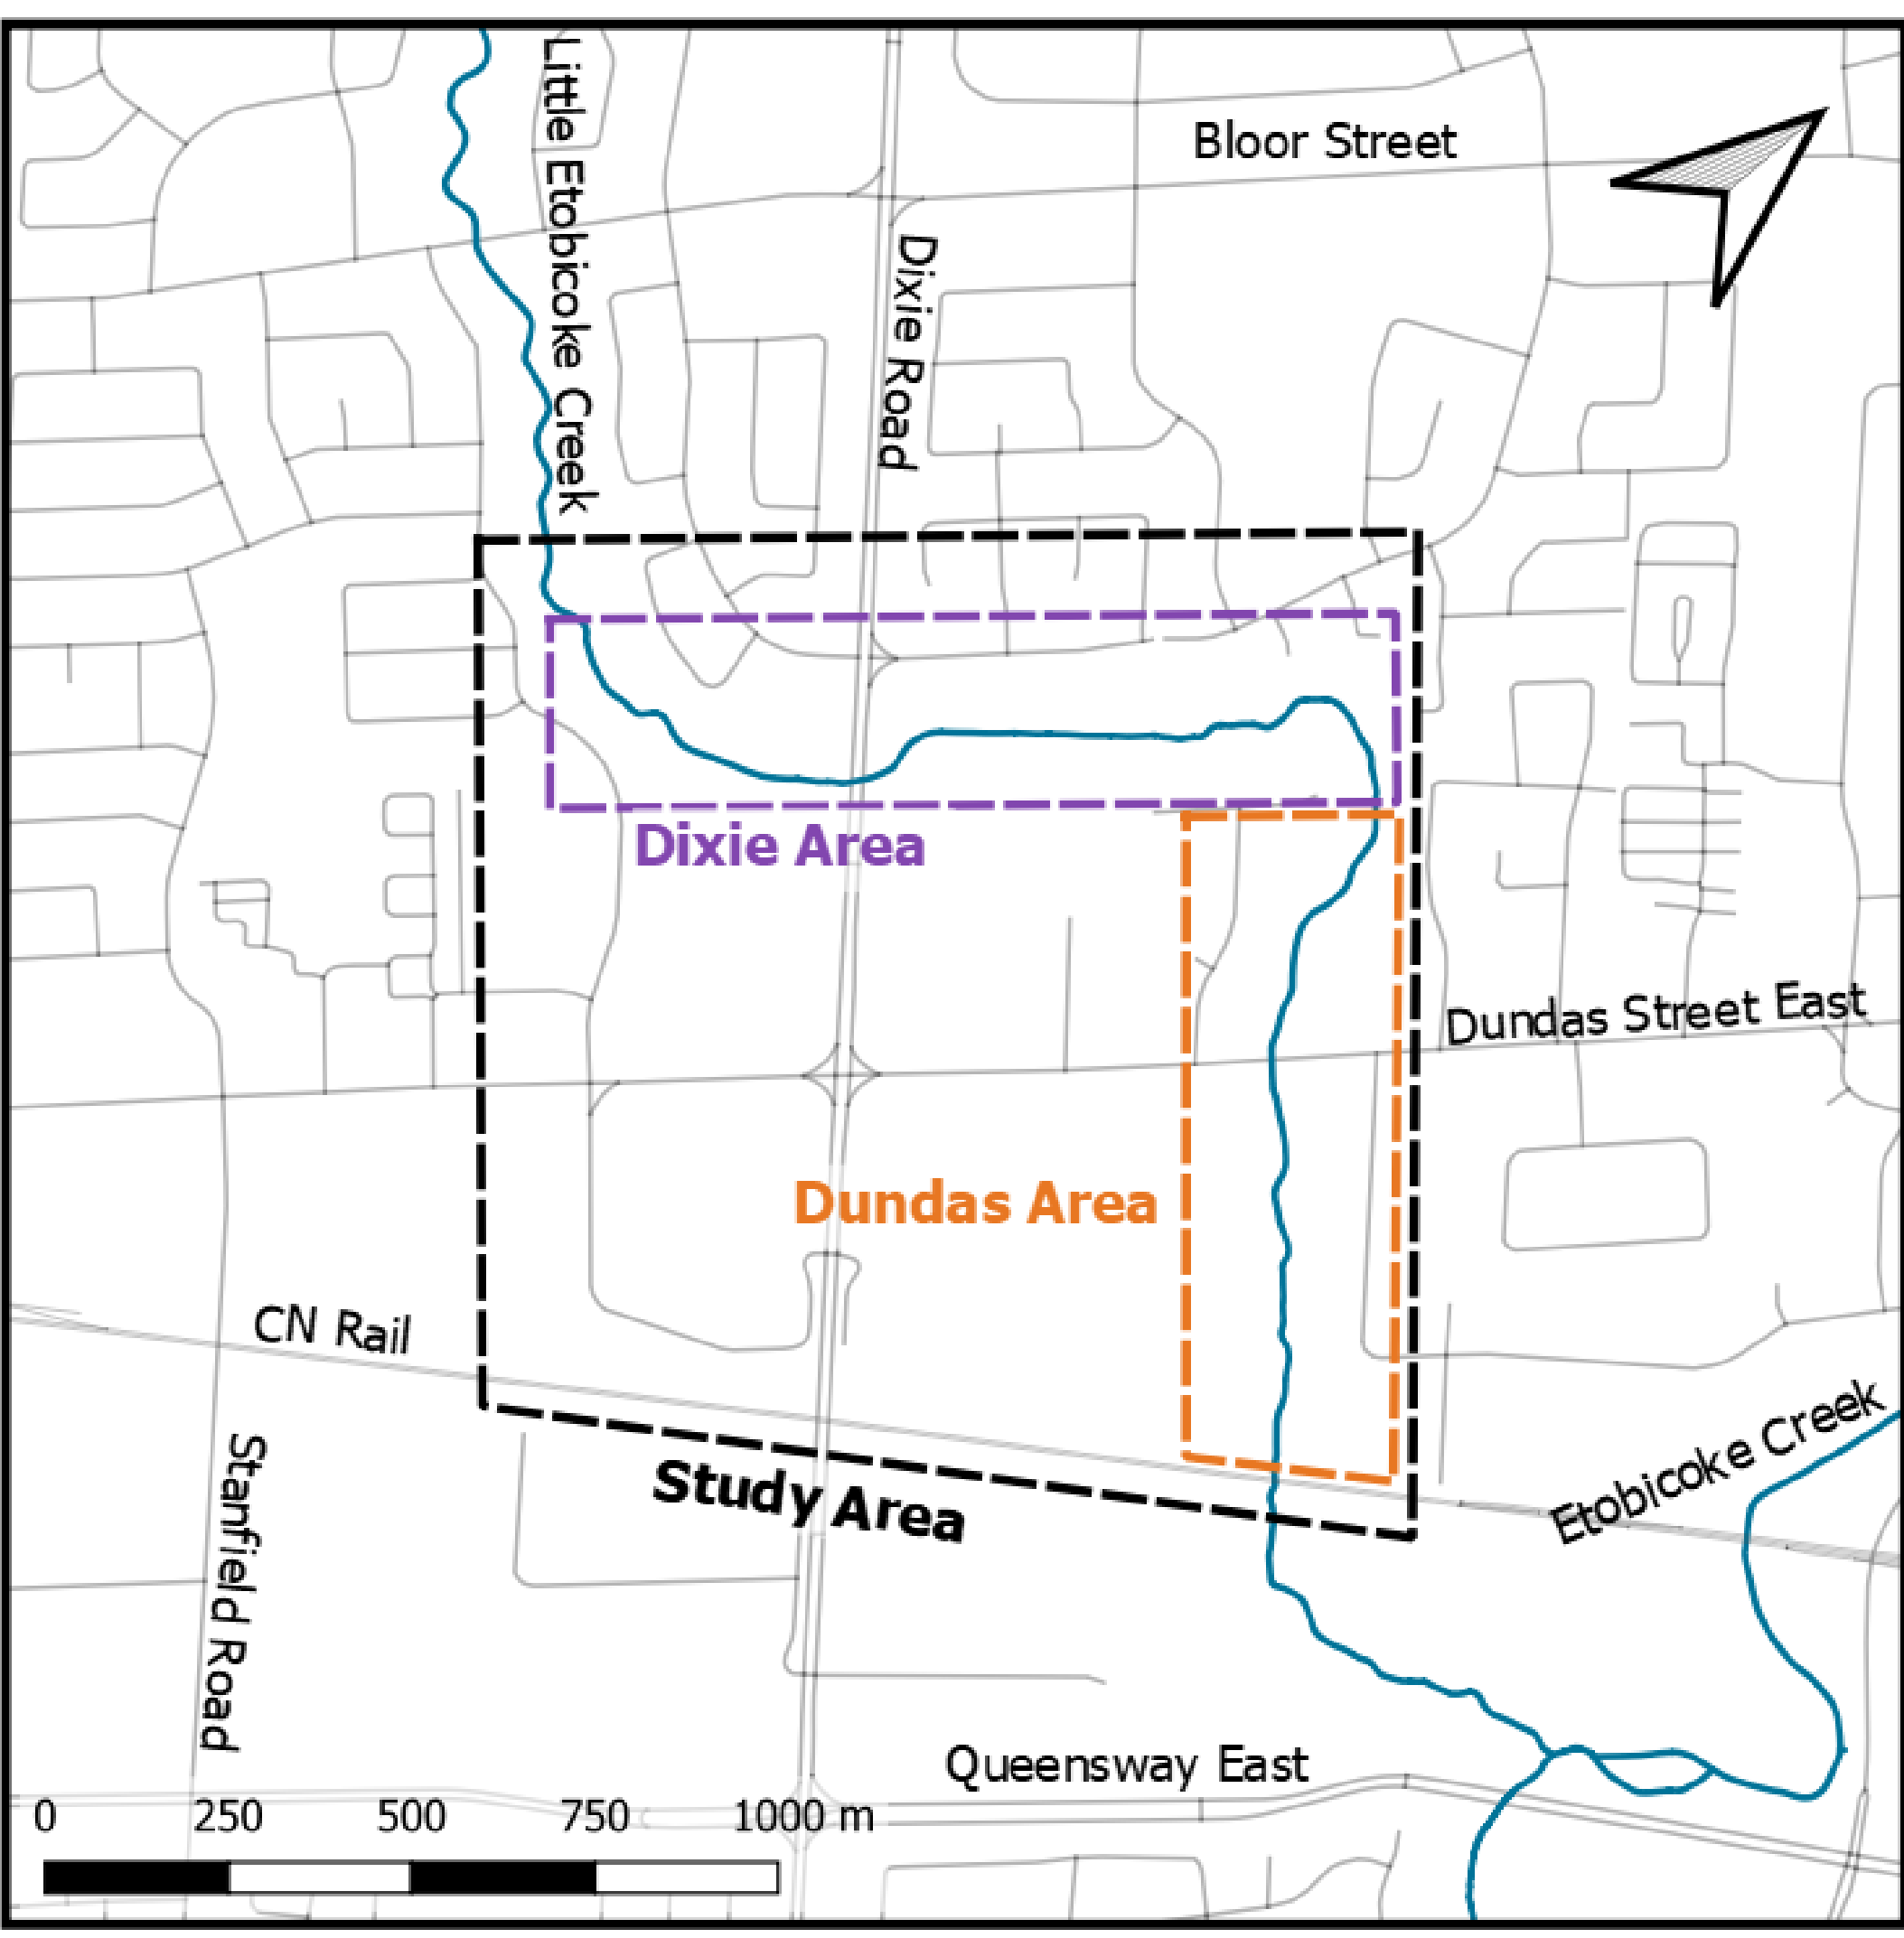 Little Etobicoke Creek
Bloor Street
Dixie Road
Dixie Area
Dundas Street East
Dundas Area
CN Rail
Etobicoke Creek
Study Area
Stanfield Road
Queensway East
0 250 500 750 1000 m